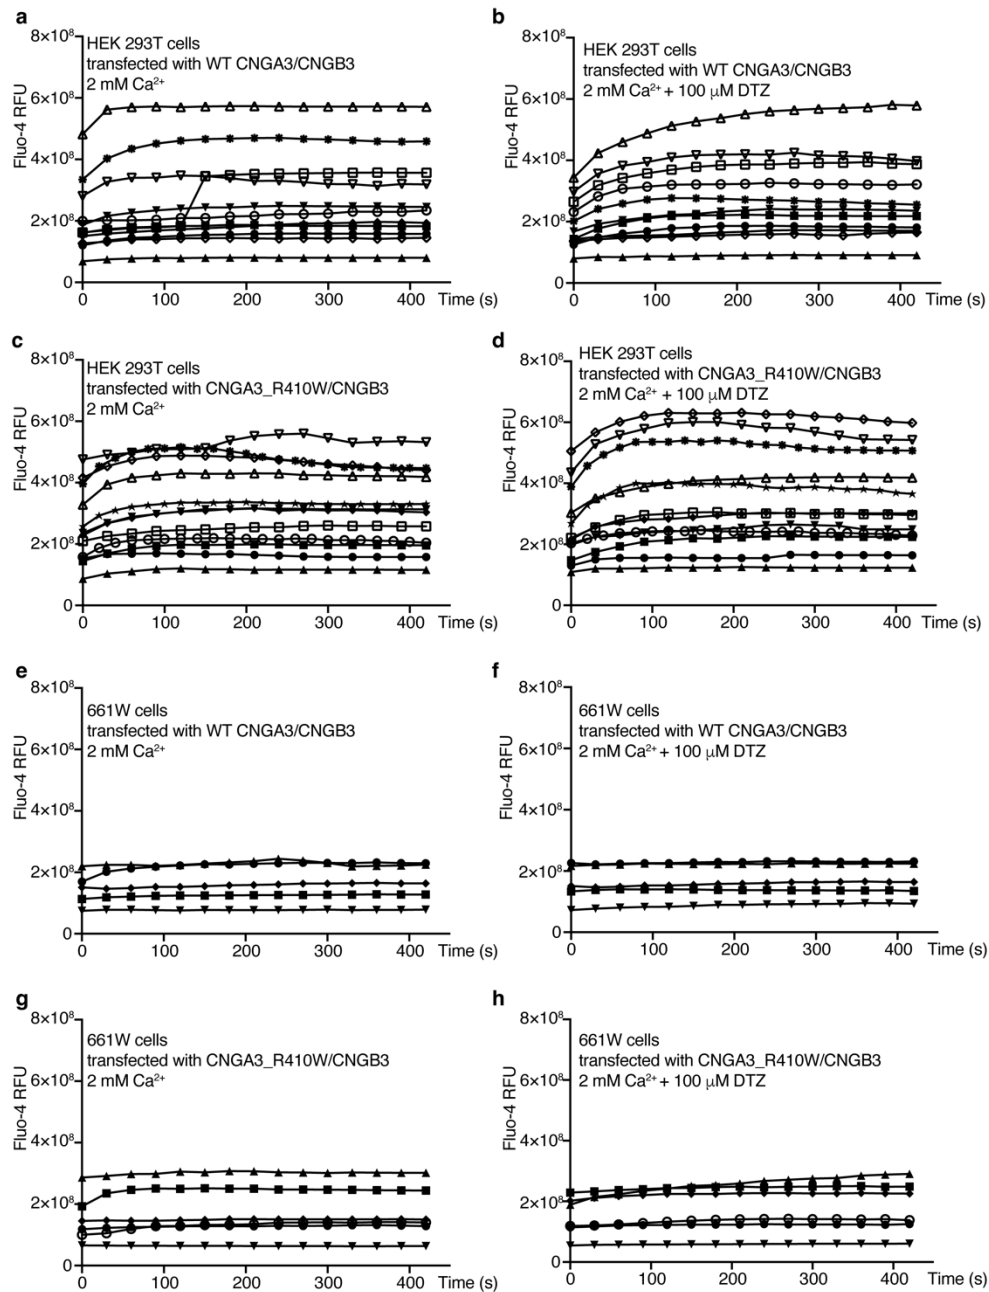 a
HEK 293T cells
transfected with WT CNGA3/CNGB3
2 mM Ca²⁺
Fluo-4 RFU
8×10⁸
6×10⁸
4×10⁸
2×10⁸
0
0 100 200 300 400 Time (s)
b
HEK 293T cells
transfected with WT CNGA3/CNGB3
2 mM Ca²⁺ + 100 μM DTZ
Fluo-4 RFU
8×10⁸
6×10⁸
4×10⁸
2×10⁸
0
0 100 200 300 400 Time (s)
c
HEK 293T cells
transfected with CNGA3_R410W/CNGB3
2 mM Ca²⁺
Fluo-4 RFU
8×10⁸
6×10⁸
4×10⁸
2×10⁸
0
0 100 200 300 400 Time (s)
d
HEK 293T cells
transfected with CNGA3_R410W/CNGB3
2 mM Ca²⁺ + 100 μM DTZ
Fluo-4 RFU
8×10⁸
6×10⁸
4×10⁸
2×10⁸
0
0 100 200 300 400 Time (s)
e
661W cells
transfected with WT CNGA3/CNGB3
2 mM Ca²⁺
Fluo-4 RFU
8×10⁸
6×10⁸
4×10⁸
2×10⁸
0
0 100 200 300 400 Time (s)
f
661W cells
transfected with WT CNGA3/CNGB3
2 mM Ca²⁺ + 100 μM DTZ
Fluo-4 RFU
8×10⁸
6×10⁸
4×10⁸
2×10⁸
0
0 100 200 300 400 Time (s)
g
661W cells
transfected with CNGA3_R410W/CNGB3
2 mM Ca²⁺
Fluo-4 RFU
8×10⁸
6×10⁸
4×10⁸
2×10⁸
0
0 100 200 300 400 Time (s)
h
661W cells
transfected with CNGA3_R410W/CNGB3
2 mM Ca²⁺ + 100 μM DTZ
Fluo-4 RFU
8×10⁸
6×10⁸
4×10⁸
2×10⁸
0
0 100 200 300 400 Time (s)